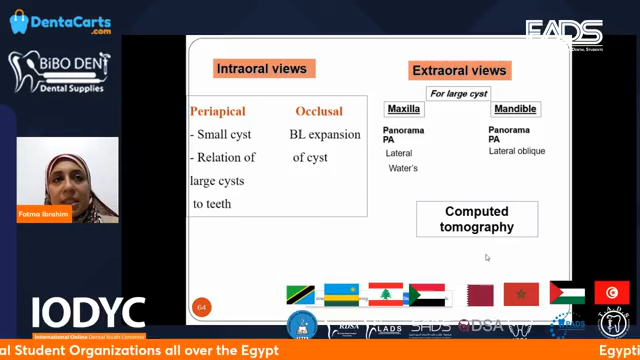 DentaCarts
.com
BiBO DENT
Dental Supplies
EADS
Intraoral views
Extraoral views
For large cyst
Periapical
Occlusal
- Small cyst
BL expansion
- Relation of
of cyst
large cysts
to teeth
Maxilla
Mandible
Panorama
PA
Lateral
Water's
Panorama
PA
Lateral oblique
Computed
tomography
64
Fatma Ibrahim
IODYC
International Online Dental Youth Congress
al Student Organizations all over the Egypt
Egypti